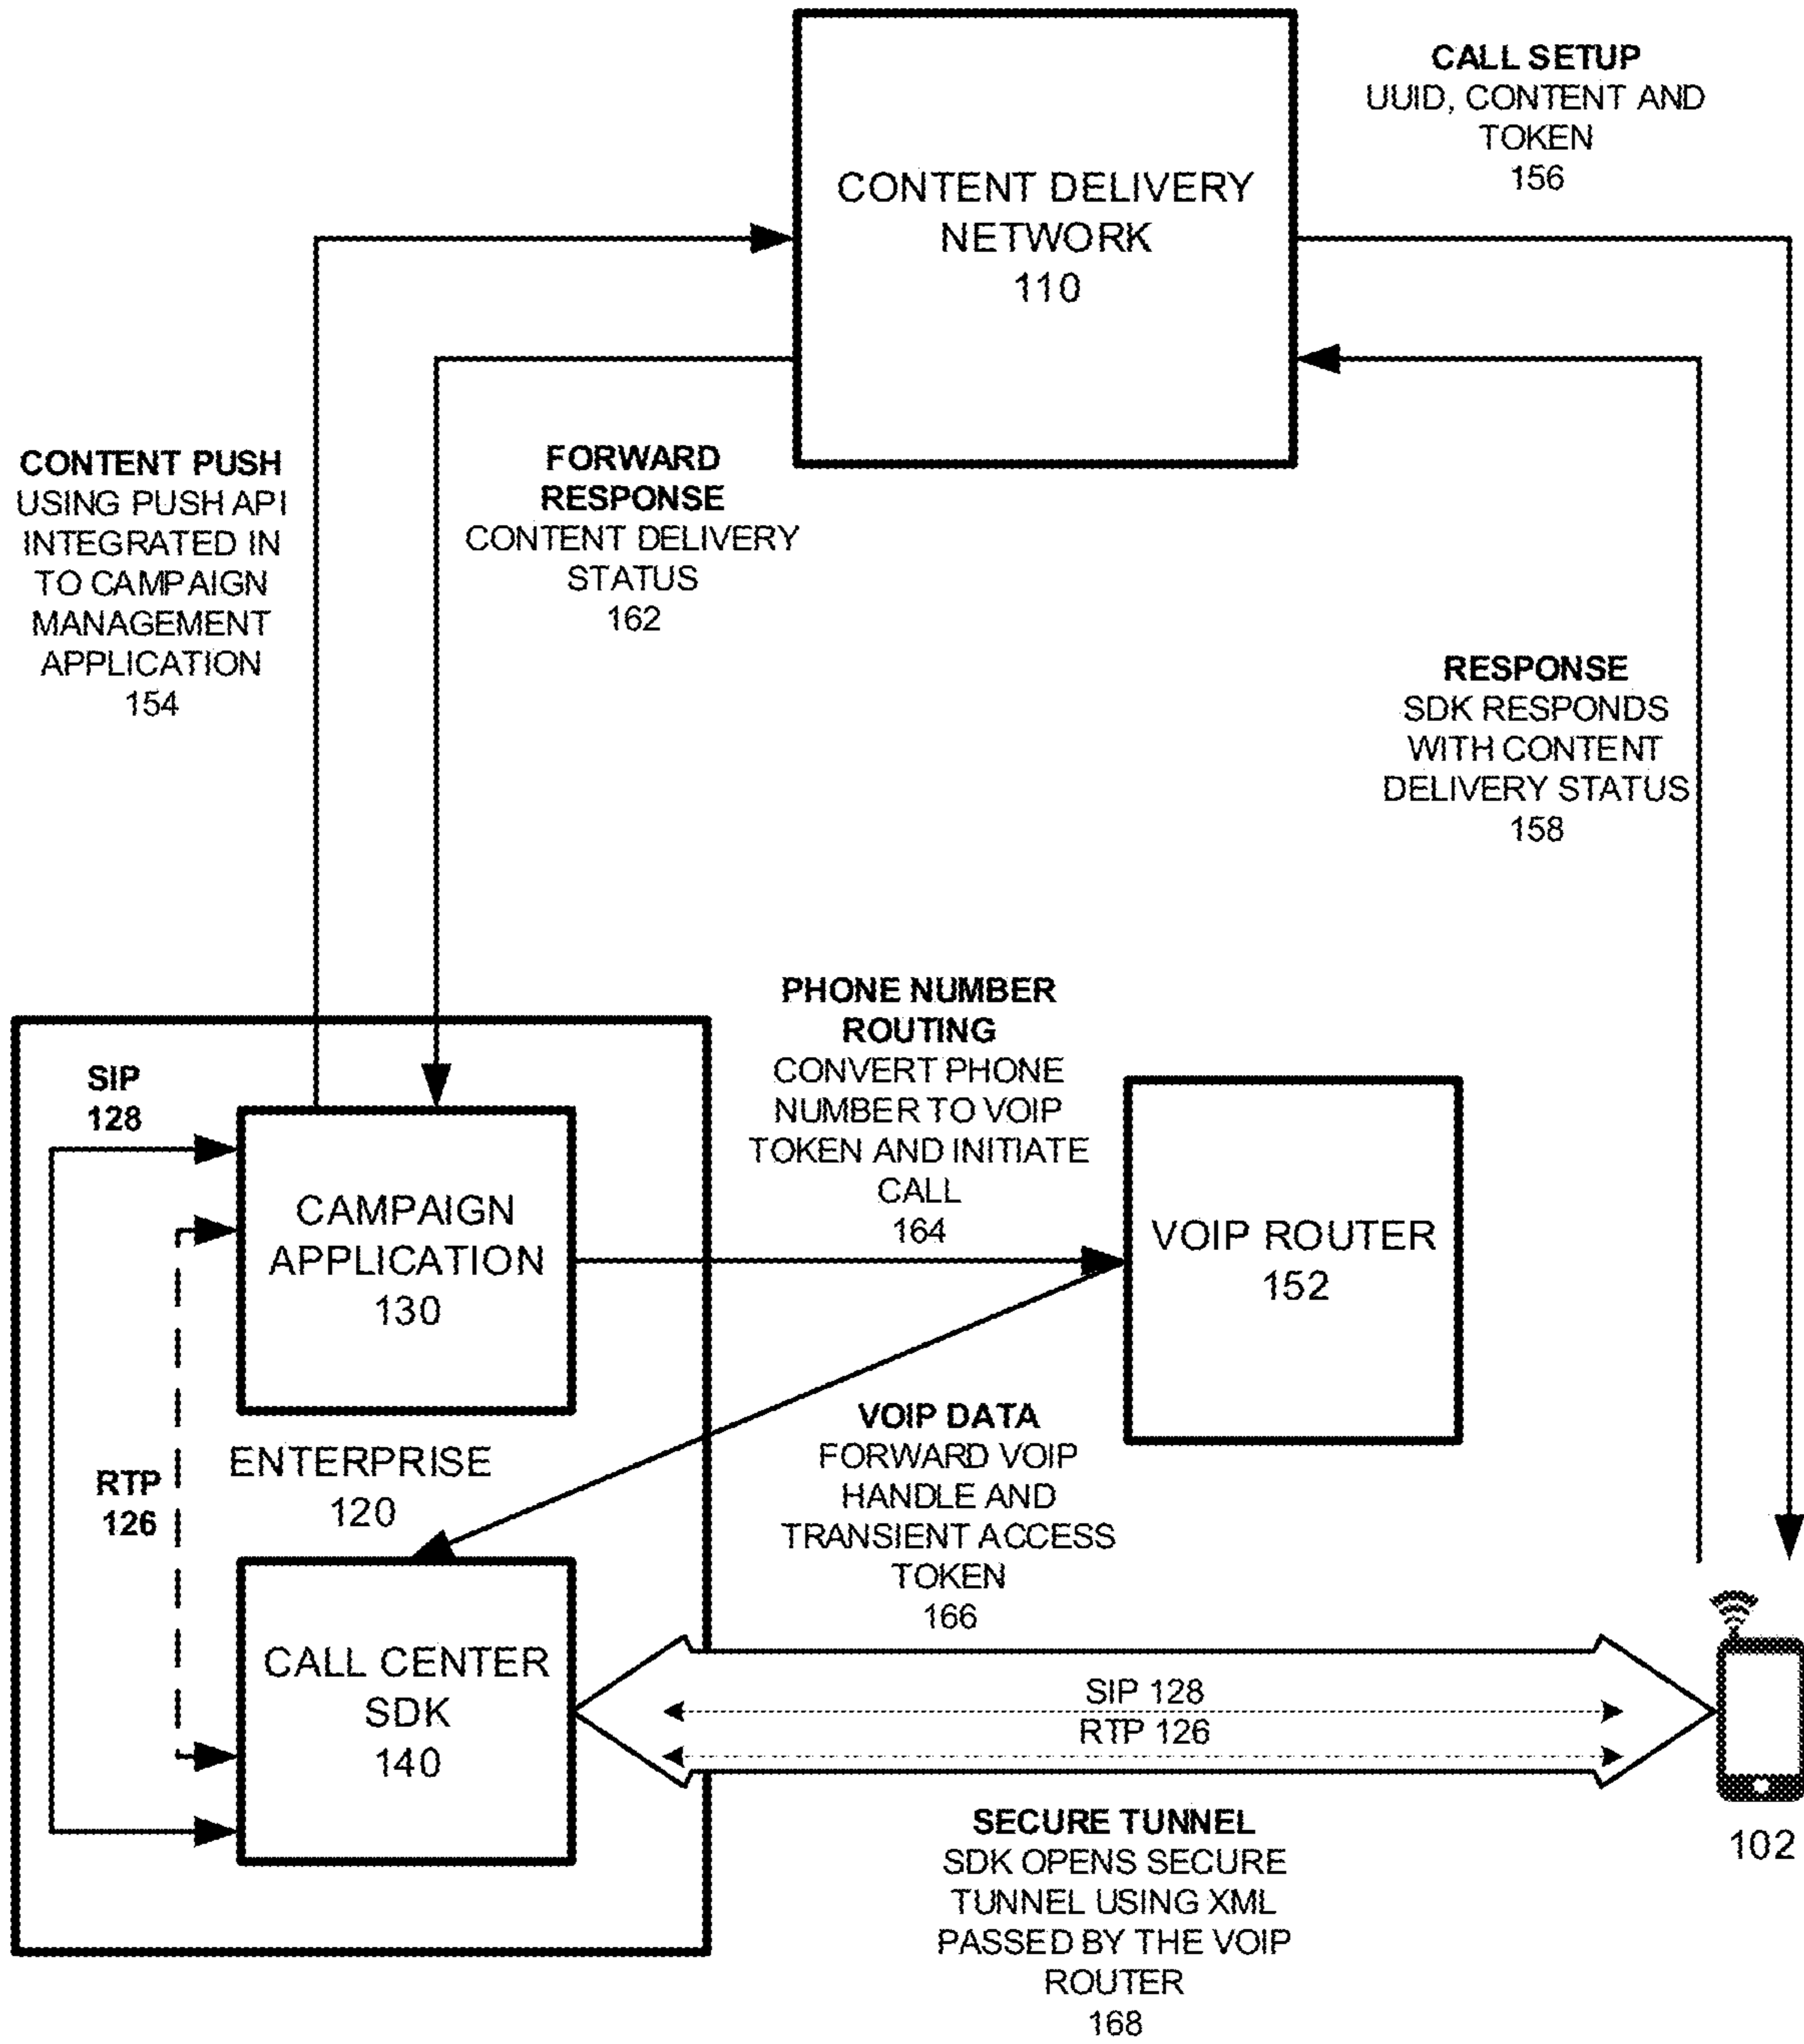 CALL SETUP
UUID, CONTENT AND
TOKEN
156
CONTENT DELIVERY
NETWORK
110
CONTENT PUSH
USING PUSH API
INTEGRATED IN
TO CAMPAIGN
MANAGEMENT
APPLICATION
154
FORWARD
RESPONSE
CONTENT DELIVERY
STATUS
162
RESPONSE
SDK RESPONDS
WITH CONTENT
DELIVERY STATUS
158
PHONE NUMBER
ROUTING
CONVERT PHONE
NUMBER TO VOIP
TOKEN AND INITIATE
CALL
164
SIP
128
CAMPAIGN
APPLICATION
130
VOIP ROUTER
152
RTP
126
ENTERPRISE
120
VOIP DATA
FORWARD VOIP
HANDLE AND
TRANSIENT ACCESS
TOKEN
166
CALL CENTER
SDK
140
SIP 128
RTP 126
102
SECURE TUNNEL
SDK OPENS SECURE
TUNNEL USING XML
PASSED BY THE VOIP
ROUTER
168